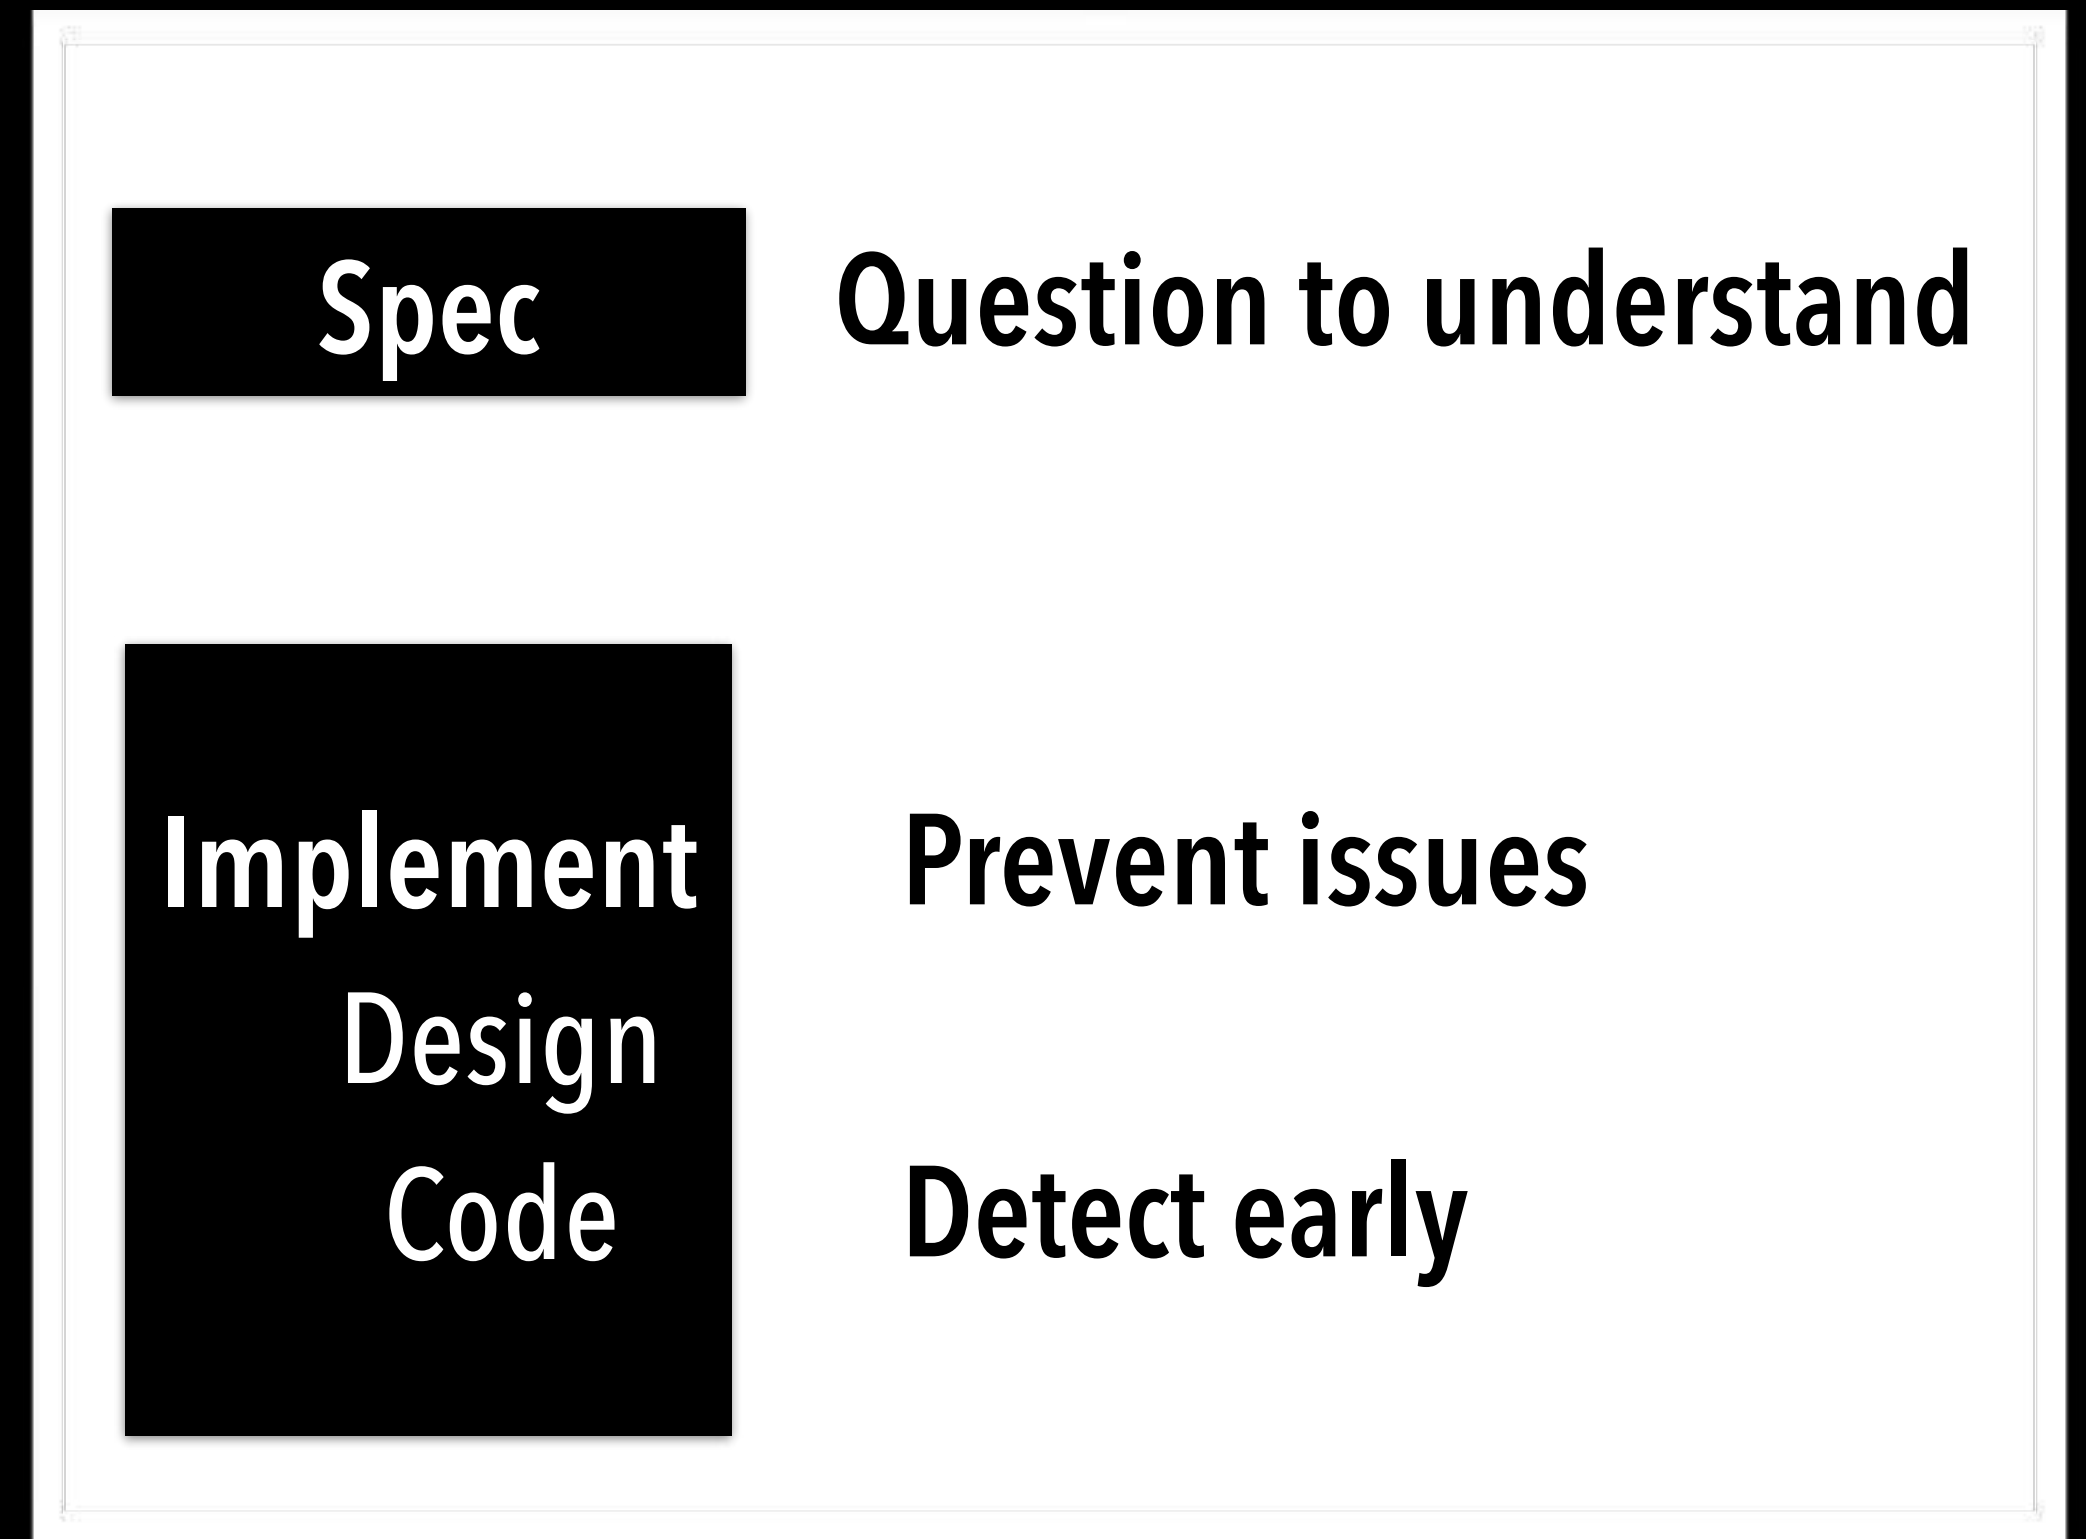 Spec
Question to understand
Implement
Prevent issues
Design
Code
Detect early